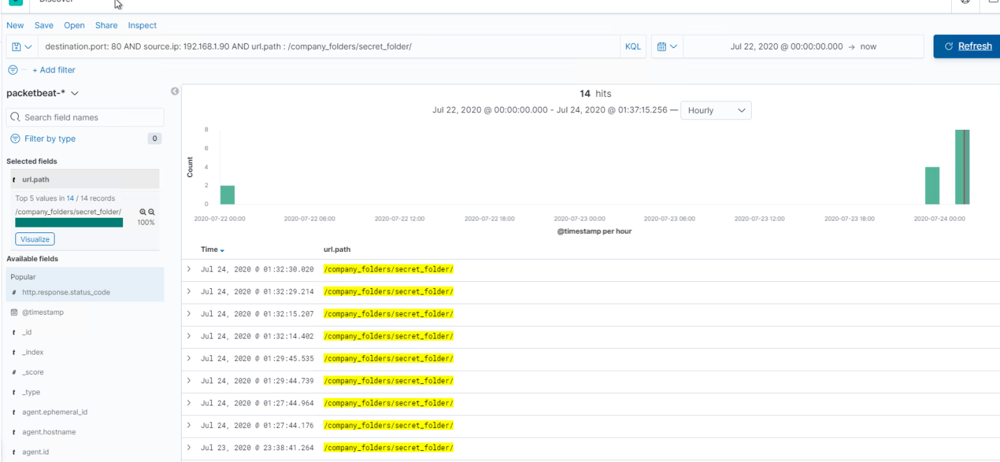 Discover
New Save Open Share Inspect
destination.port: 80 AND source.ip: 192.168.1.90 AND url.path : /company_folders/secret_folder/ KQL Jul 22, 2020 @ 00:00:00.000 → now Refresh
+ Add filter
packetbeat-*
Search field names
Filter by type 0
Selected fields
t url.path
Top 5 values in 14 / 14 records
/company_folders/secret_folder/
100%
Visualize
Available fields
Popular
# http.response.status_code
@timestamp
t _id
t _index
# _score
t _type
t agent.ephemeral_id
t agent.hostname
t agent.id
14 hits
Jul 22, 2020 @ 00:00:00.000 - Jul 24, 2020 @ 01:37:15.256 — Hourly
Count
8
6
4
2
0
2020-07-22 00:00 2020-07-22 06:00 2020-07-22 12:00 2020-07-22 18:00 2020-07-23 00:00 2020-07-23 06:00 2020-07-23 12:00 2020-07-23 18:00 2020-07-24 00:00
@timestamp per hour
Time url.path
Jul 24, 2020 @ 01:32:30.020 /company_folders/secret_folder/
Jul 24, 2020 @ 01:32:29.214 /company_folders/secret_folder/
Jul 24, 2020 @ 01:32:15.207 /company_folders/secret_folder/
Jul 24, 2020 @ 01:32:14.402 /company_folders/secret_folder/
Jul 24, 2020 @ 01:29:45.535 /company_folders/secret_folder/
Jul 24, 2020 @ 01:29:44.739 /company_folders/secret_folder/
Jul 24, 2020 @ 01:27:44.964 /company_folders/secret_folder/
Jul 24, 2020 @ 01:27:44.176 /company_folders/secret_folder/
Jul 23, 2020 @ 23:38:41.264 /company_folders/secret_folder/